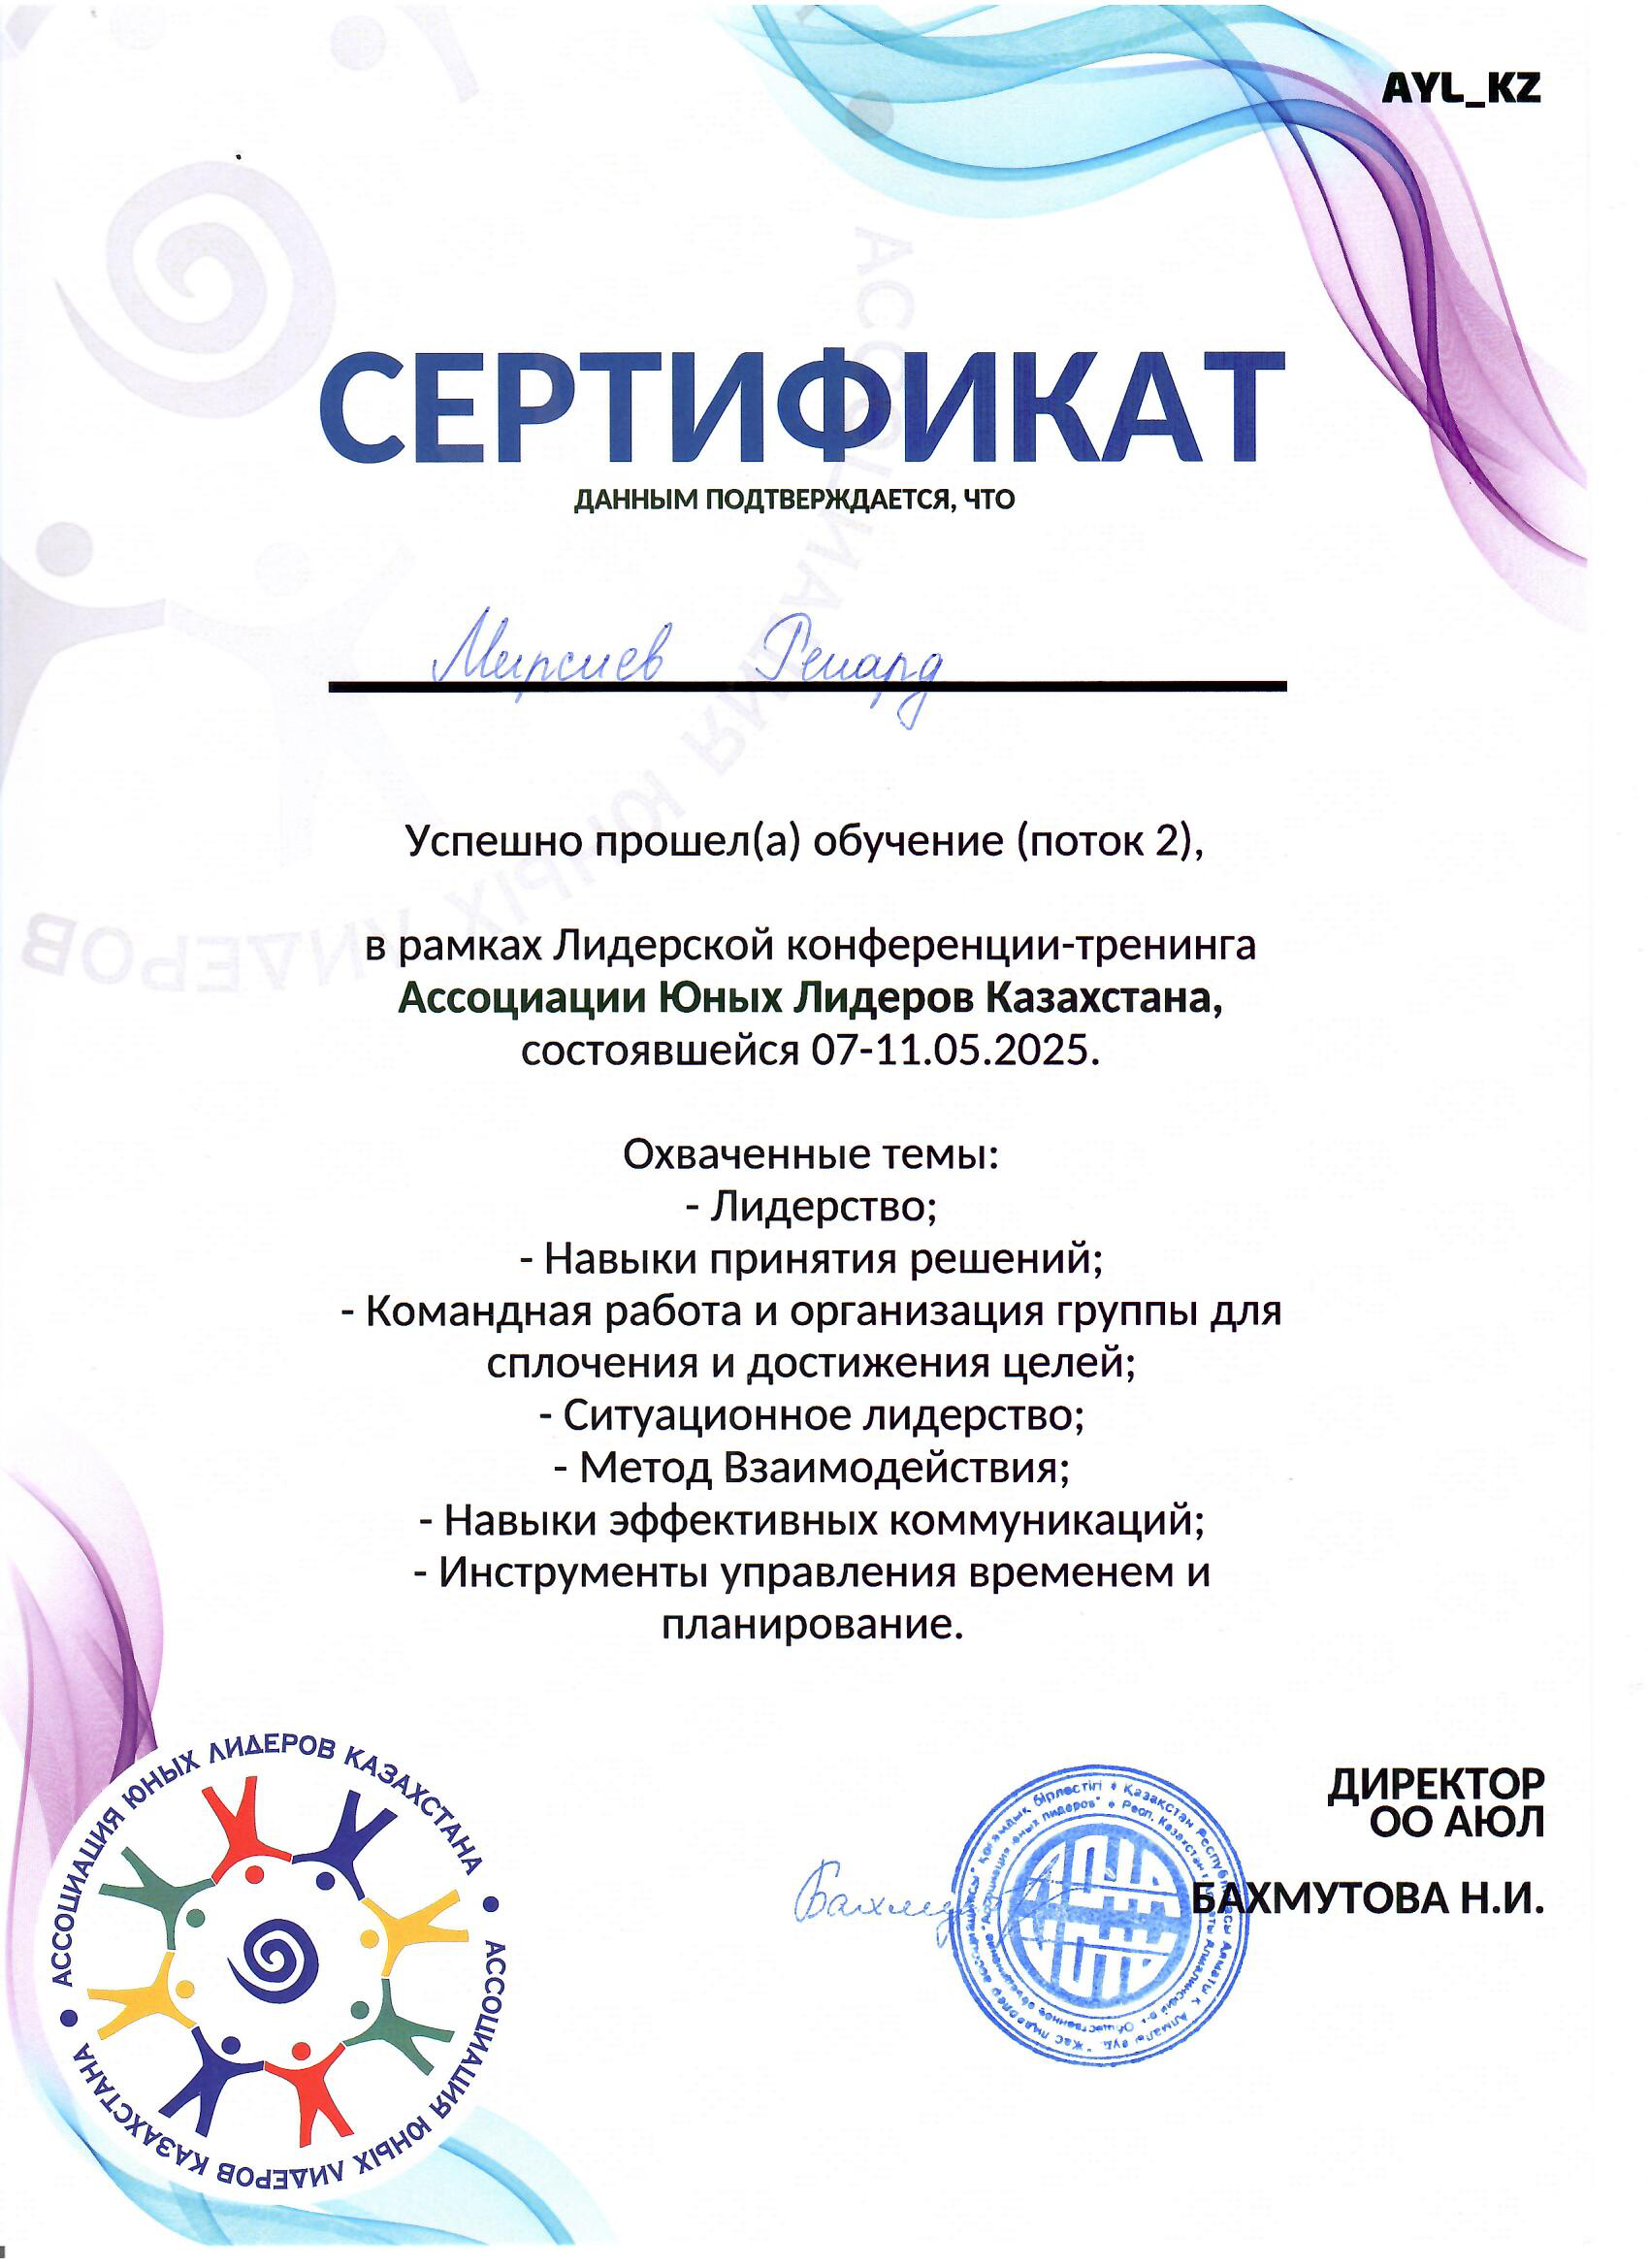 AYL_KZ
СЕРТИФИКАТ
ДАННЫМ ПОДТВЕРЖДАЕТСЯ, ЧТО
Мирсиев Ренард
Успешно прошел(а) обучение (поток 2),
в рамках Лидерской конференции-тренинга
Ассоциации Юных Лидеров Казахстана,
состоявшейся 07-11.05.2025.
Охваченные темы:
- Лидерство;
- Навыки принятия решений;
- Командная работа и организация группы для
сплочения и достижения целей;
- Ситуационное лидерство;
- Метод Взаимодействия;
- Навыки эффективных коммуникаций;
- Инструменты управления временем и
планирование.
ДИРЕКТОР
ОО АЮЛ
БАХМУТОВА Н.И.
АССОЦИАЦИЯ ЮНЫХ ЛИДЕРОВ КАЗАХСТАНА
АССОЦИАЦИЯ ЮНЫХ ЛИДЕРОВ КАЗАХСТАНА